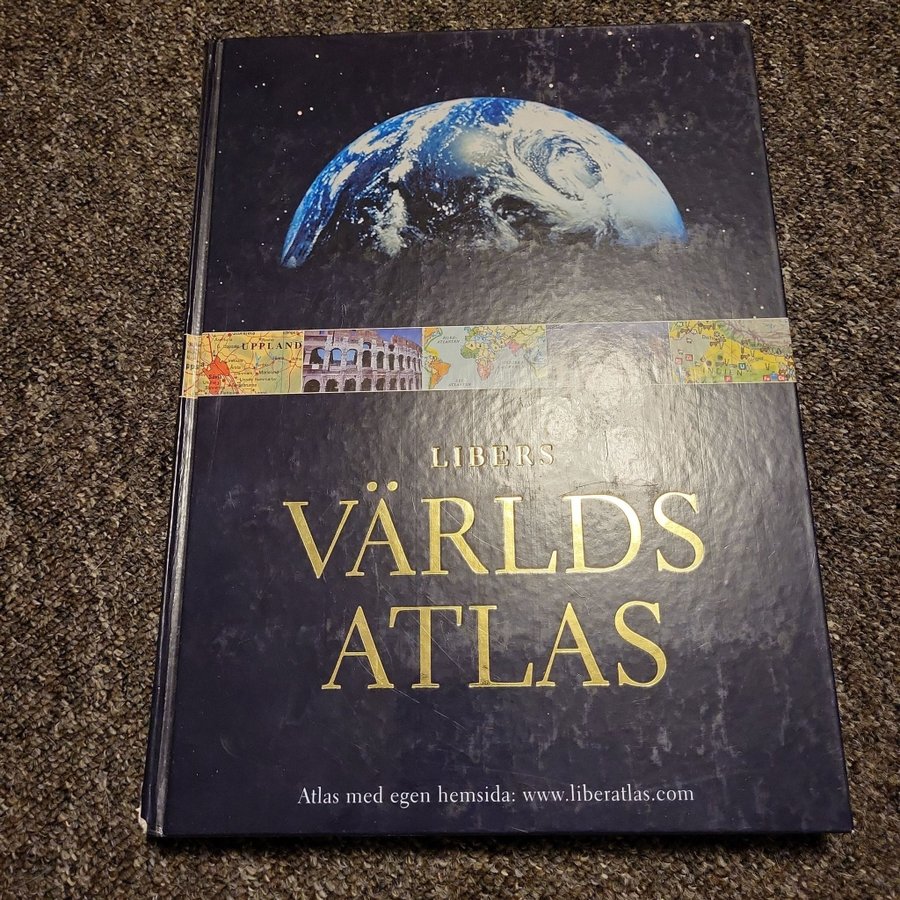 UPPLAND
LIBERS
VÄRLDS
ATLAS
Atlas med egen hemsida: www.liberatlas.com